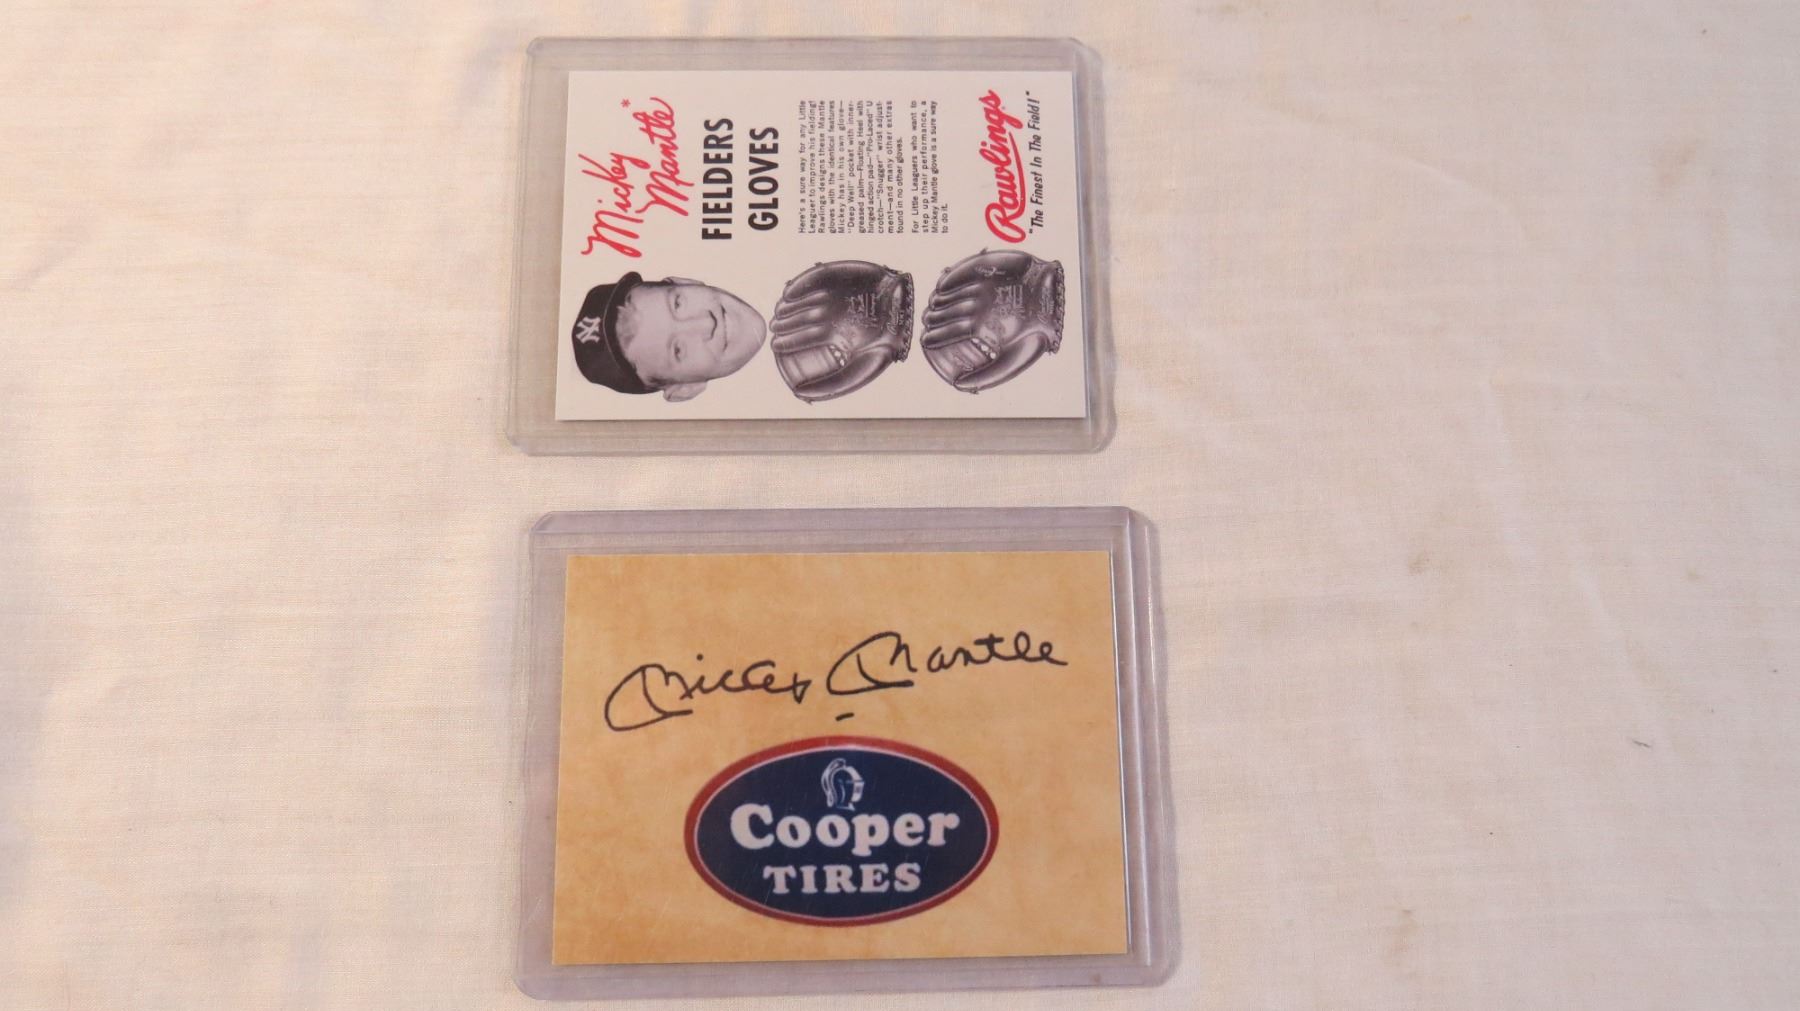 Mickey
Mantle*
FIELDERS
GLOVES
Here's a sure way for any Little
Leaguer to improve his fielding!
Rawlings designs these Mantle
gloves with the identical features
Mickey has in his own glove—
"Deep Well" pocket with inner-
greased palm—Floating Heel with
hinged action pad—"Pro-Laced" U
crotch—"Snugger" wrist adjust-
ment—and many other extras
found in no other gloves.
For Little Leaguers who want to
step up their performance, a
Mickey Mantle glove is a sure way
to do it.
Rawlings
"The Finest In The Field!"
NY
Mickey Mantle
Cooper
TIRES